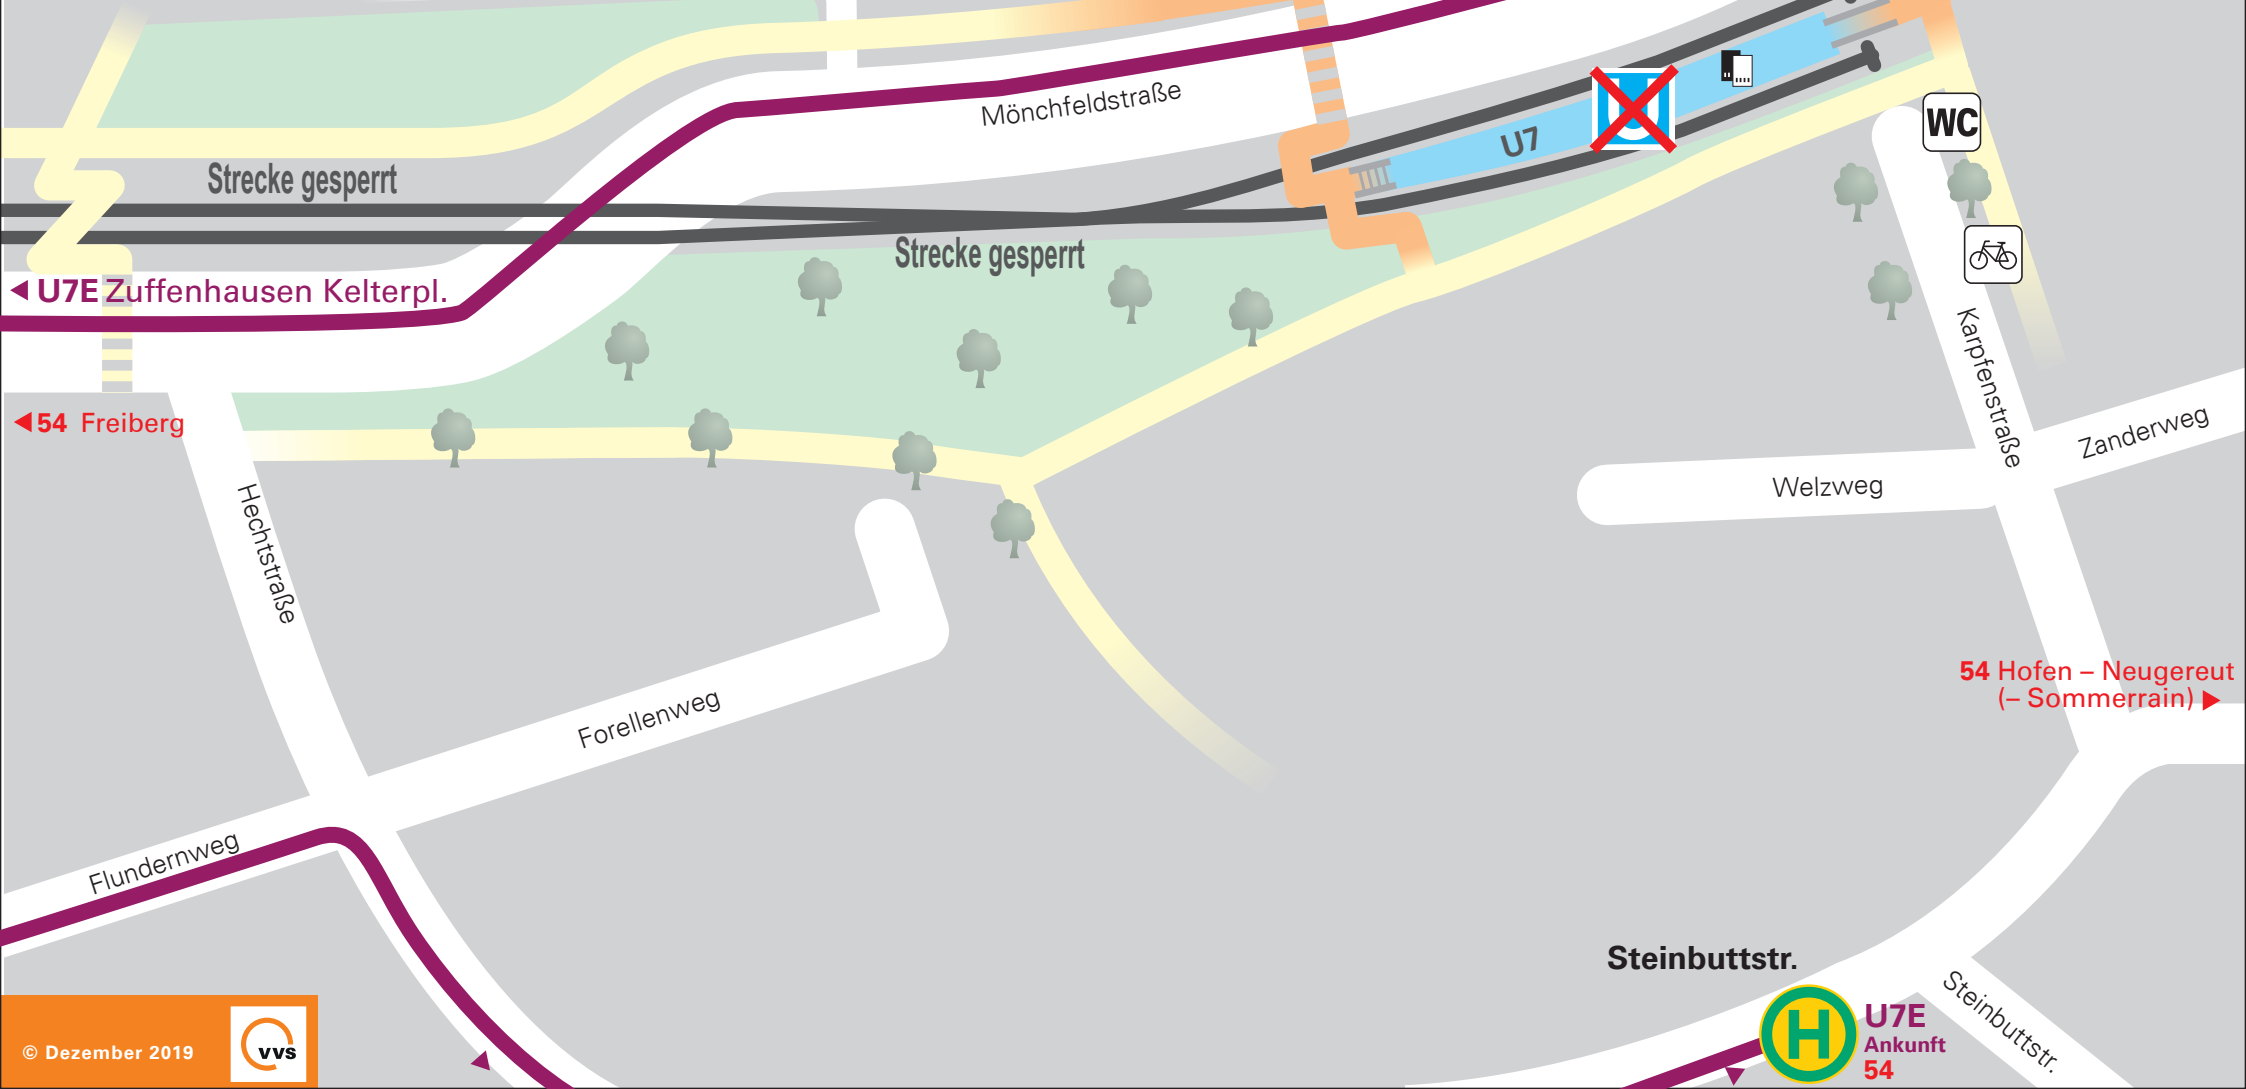 Mönchfeldstraße
U7
U
WC
Strecke gesperrt
Strecke gesperrt
U7E Zuffenhausen Kelterpl.
54 Freiberg
Karpfenstraße
Zanderweg
Welzweg
Hechtstraße
54 Hofen – Neugereut
(– Sommerrain)
Forellenweg
Flundernweg
Steinbuttstr.
H
U7E
Ankunft
54
Steinbuttstr.
© Dezember 2019
vvs